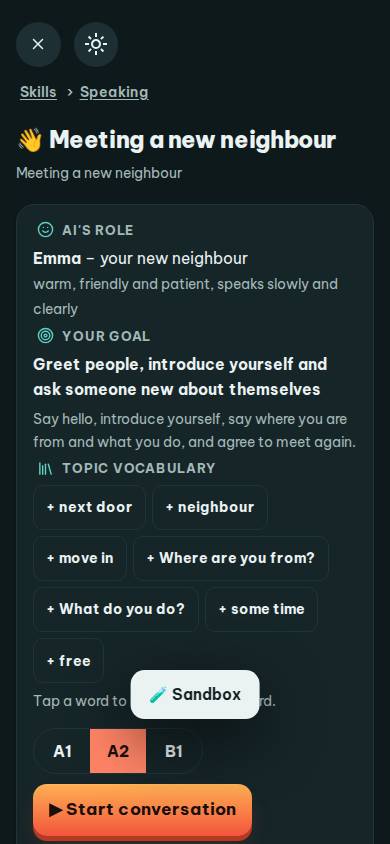 Skills > Speaking
👋 Meeting a new neighbour
Meeting a new neighbour
AI'S ROLE
Emma – your new neighbour
warm, friendly and patient, speaks slowly and
clearly
YOUR GOAL
Greet people, introduce yourself and
ask someone new about themselves
Say hello, introduce yourself, say where you are
from and what you do, and agree to meet again.
TOPIC VOCABULARY
+ next door + neighbour
+ move in + Where are you from?
+ What do you do? + some time
+ free
🧪 Sandbox
Tap a word to
A1 A2 B1
▶ Start conversation